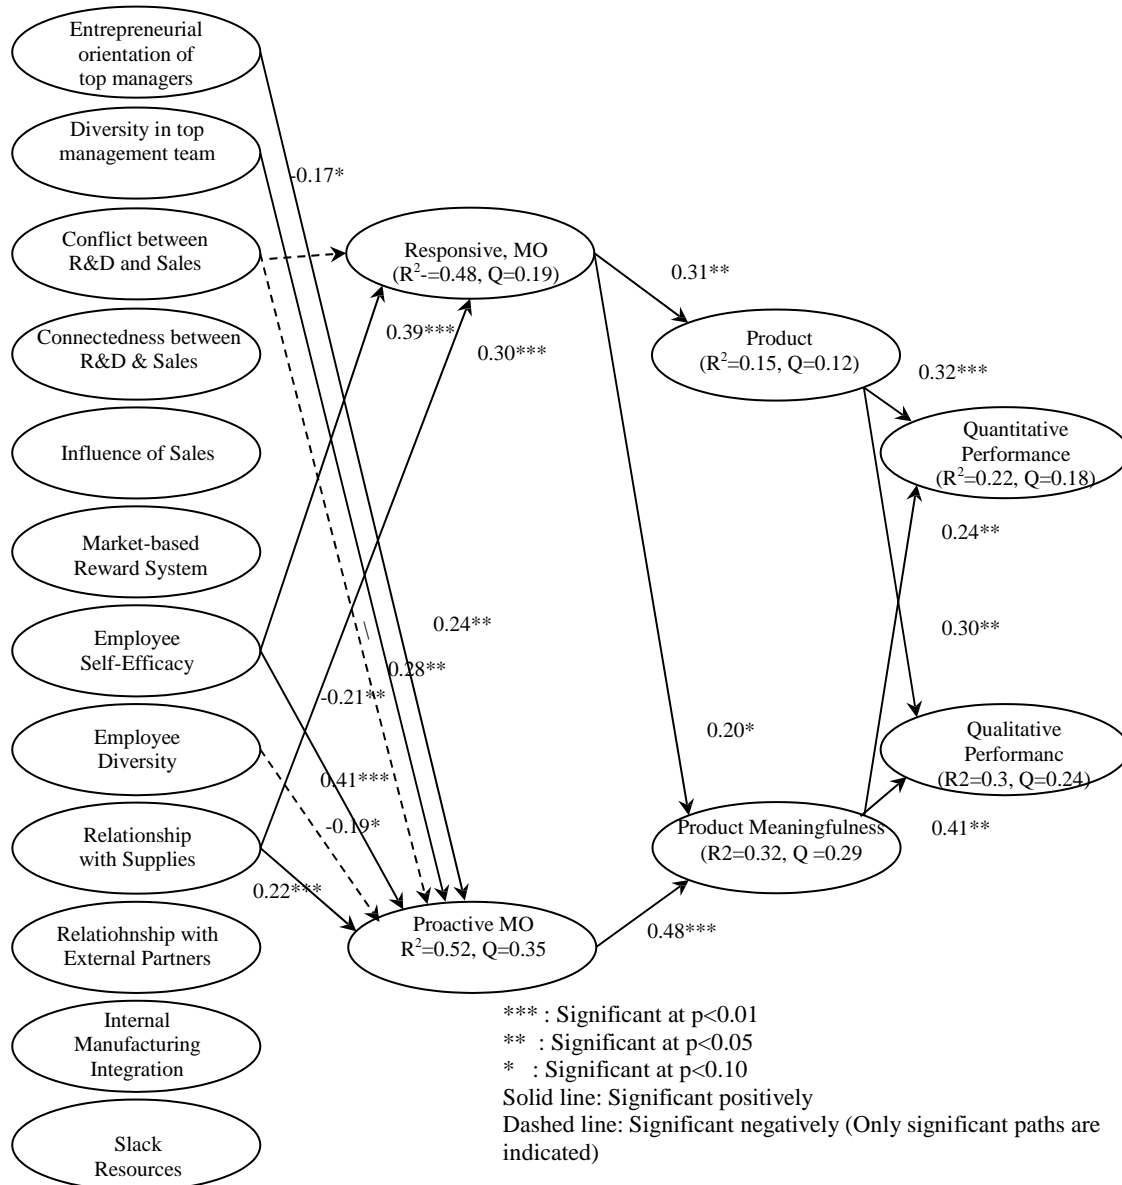 Entrepreneurial
orientation of
top managers
Diversity in top
management team
Conflict between
R&D and Sales
Connectedness between
R&D & Sales
Influence of Sales
Market-based
Reward System
Employee
Self-Efficacy
Employee
Diversity
Relationship
with Supplies
Relatiohnship with
External Partners
Internal
Manufacturing
Integration
Slack
Resources
-0.17*
Responsive, MO
(R²-=0.48, Q=0.19)
0.39***
0.30***
0.24**
\
0.28**
-0.21**
0.41***
-0.19*
0.22***
Proactive MO
R²=0.52, Q=0.35
0.31**
Product
(R²=0.15, Q=0.12)
0.20*
Product Meaningfulness
(R2=0.32, Q =0.29
0.48***
0.32***
Quantitative
Performance
(R²=0.22, Q=0.18)
0.24**
0.30**
Qualitative
Performanc
(R2=0.3, Q=0.24)
0.41**
*** : Significant at p<0.01
** : Significant at p<0.05
* : Significant at p<0.10
Solid line: Significant positively
Dashed line: Significant negatively (Only significant paths are
indicated)